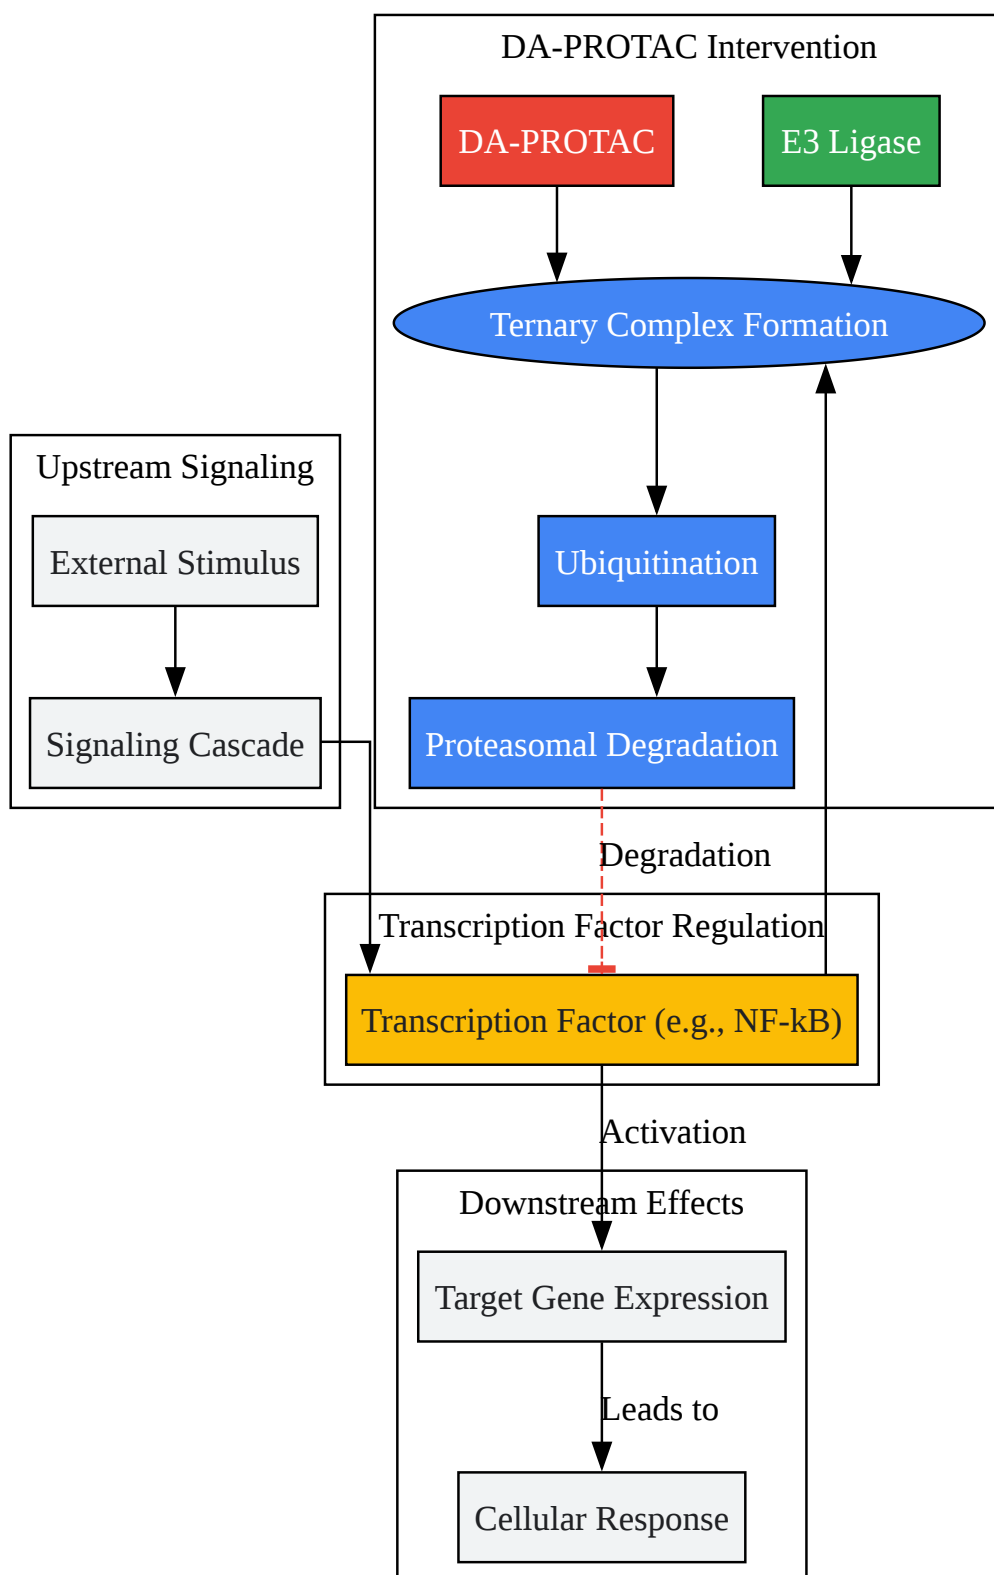 DA-PROTAC Intervention
DA-PROTAC
E3 Ligase
Ternary Complex Formation
Upstream Signaling
External Stimulus
Ubiquitination
Signaling Cascade
Proteasomal Degradation
Degradation
Transcription Factor Regulation
Transcription Factor (e.g., NF-kB)
Activation
Downstream Effects
Target Gene Expression
Leads to
Cellular Response